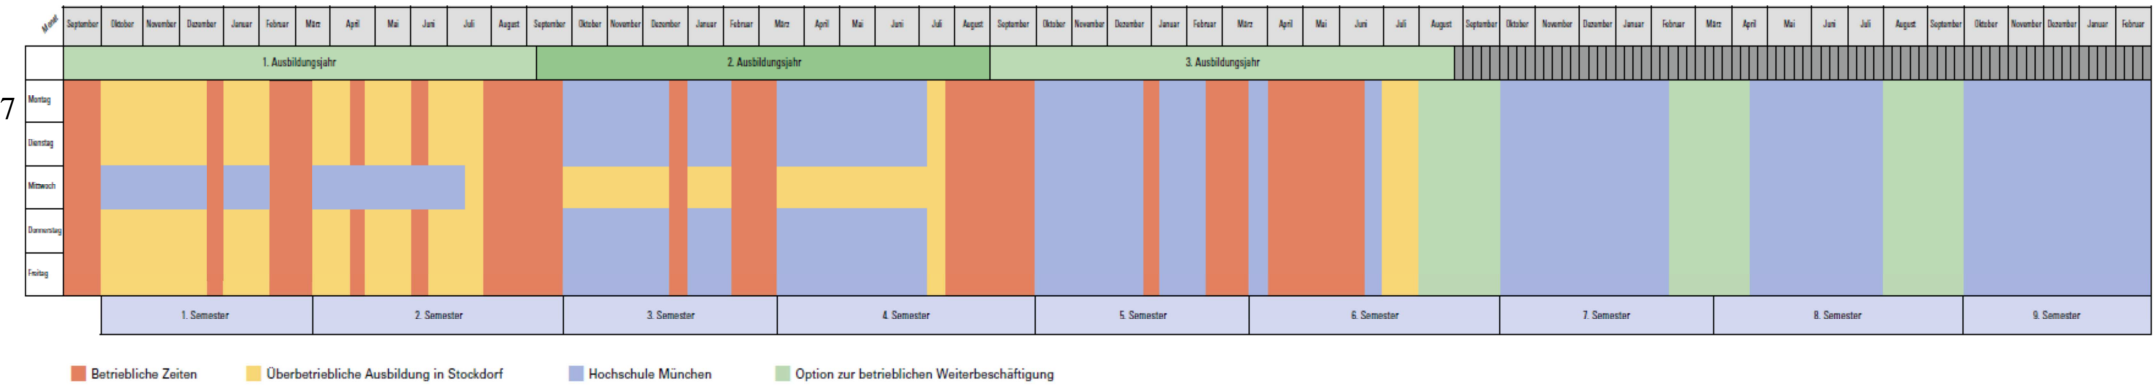 Monat September Oktober November Dezember Januar Februar März April Mai Juni Juli August September Oktober November Dezember Januar Februar März April Mai Juni Juli August September Oktober November Dezember Januar Februar März April Mai Juni Juli August September Oktober November Dezember Januar Februar März April Mai Juni Juli August September Oktober November Dezember Januar Februar
1. Ausbildungsjahr 2. Ausbildungsjahr 3. Ausbildungsjahr
7 Montag
Dienstag
Mittwoch
Donnerstag
Freitag
1. Semester 2. Semester 3. Semester 4. Semester 5. Semester 6. Semester 7. Semester 8. Semester 9. Semester
Betriebliche Zeiten Überbetriebliche Ausbildung in Stockdorf Hochschule München Option zur betrieblichen Weiterbeschäftigung